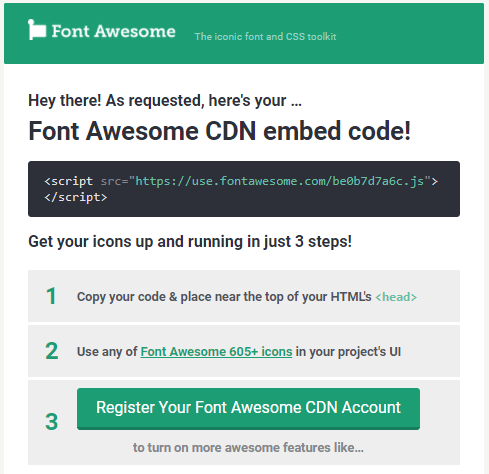 Font Awesome The iconic font and CSS toolkit
Hey there! As requested, here's your ...
Font Awesome CDN embed code!
<script src="https://use.fontawesome.com/be0b7d7a6c.js">
</script>
Get your icons up and running in just 3 steps!
1 Copy your code & place near the top of your HTML's <head>
2 Use any of Font Awesome 605+ icons in your project's UI
3 Register Your Font Awesome CDN Account
to turn on more awesome features like...